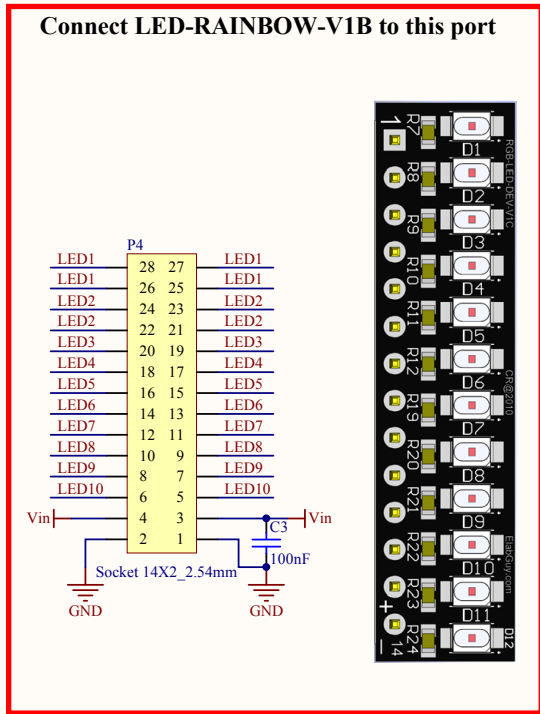 Connect LED-RAINBOW-V1B to this port
P4
LED1 28 27 LED1
LED1 26 25 LED1
LED2 24 23 LED2
LED2 22 21 LED2
LED3 20 19 LED3
LED4 18 17 LED4
LED5 16 15 LED5
LED6 14 13 LED6
LED7 12 11 LED7
LED8 10 9 LED8
LED9 8 7 LED9
LED10 6 5 LED10
Vin 4 3 Vin
2 1
C3
100nF
Socket 14X2_2.54mm
GND GND
1
R7
D1
R8
D2
R9
D3
R10
D4
R11
D5
R12
D6
R19
D7
R20
D8
R21
D9
R22
D10
R23
D11
R24
D12
+
- 14
RGB-LED-DEV-V1C
CR@2010
ElabGuy.com